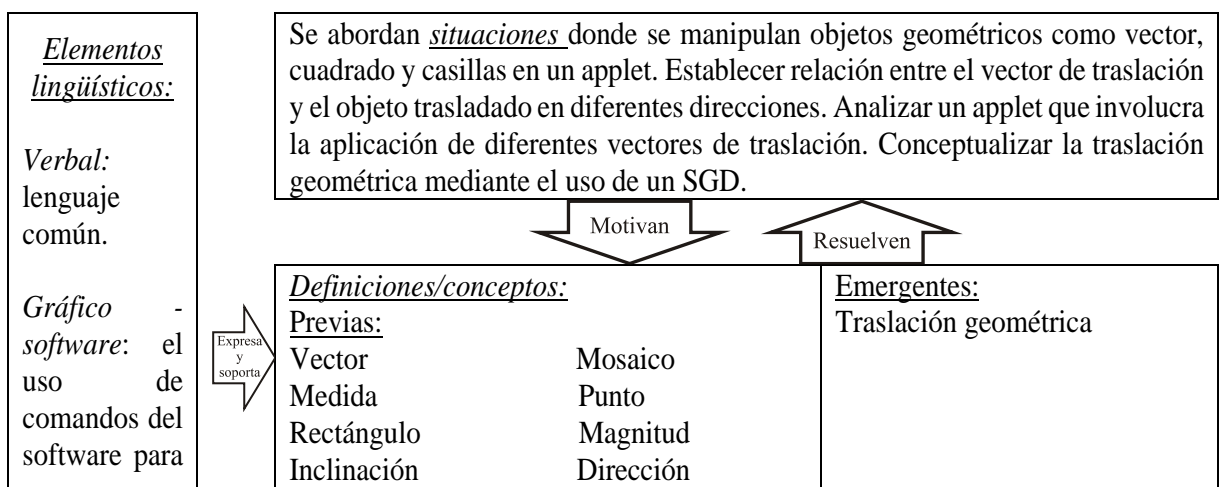 Elementos
lingüísticos:
Verbal:
lenguaje
común.
Gráfico -
software: el
uso de
comandos del
software para
Se abordan situaciones donde se manipulan objetos geométricos como vector,
cuadrado y casillas en un applet. Establecer relación entre el vector de traslación
y el objeto trasladado en diferentes direcciones. Analizar un applet que involucra
la aplicación de diferentes vectores de traslación. Conceptualizar la traslación
geométrica mediante el uso de un SGD.
Motivan
Resuelven
Expresa
y
soporta
Definiciones/conceptos:
Previas:
Vector Mosaico
Medida Punto
Rectángulo Magnitud
Inclinación Dirección
Emergentes:
Traslación geométrica